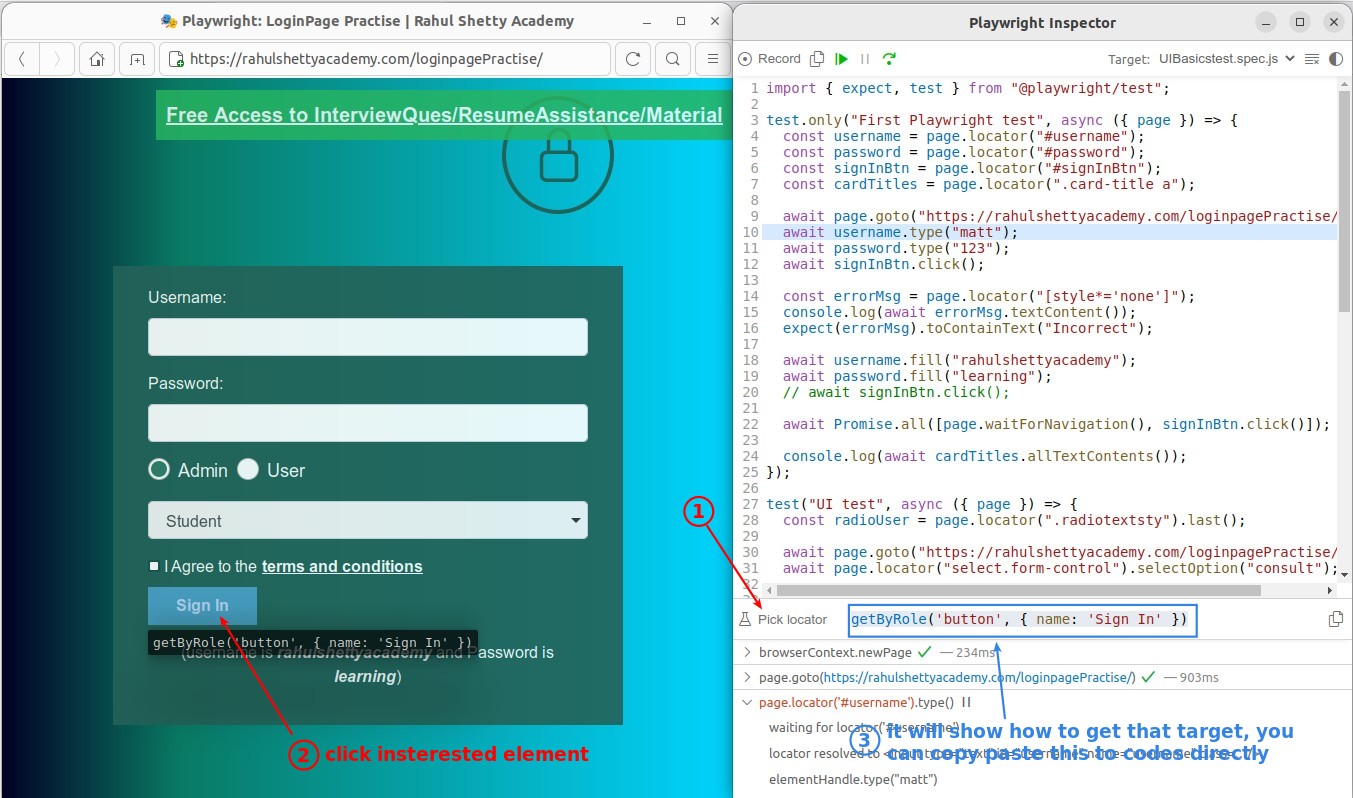 Playwright: LoginPage Practise | Rahul Shetty Academy
https://rahulshettyacademy.com/loginpagePractise/
Free Access to InterviewQues/ResumeAssistance/Material
Username:
Password:
Admin User
Student
I Agree to the terms and conditions
Sign In
getByRole('button', { name: 'Sign In' })
(username is rahulshettyacademy and Password is
learning)
2 click insterested element
Playwright Inspector
Record
Target: UIBasicstest.spec.js
1 import { expect, test } from "@playwright/test";
2
3 test.only("First Playwright test", async ({ page }) => {
4 const username = page.locator("#username");
5 const password = page.locator("#password");
6 const signInBtn = page.locator("#signInBtn");
7 const cardTitles = page.locator(".card-title a");
8
9 await page.goto("https://rahulshettyacademy.com/loginpagePractise/
10 await username.type("matt");
11 await password.type("123");
12 await signInBtn.click();
13
14 const errorMsg = page.locator("[style*='none']");
15 console.log(await errorMsg.textContent());
16 expect(errorMsg).toContainText("Incorrect");
17
18 await username.fill("rahulshettyacademy");
19 await password.fill("learning");
20 // await signInBtn.click();
21
22 await Promise.all([page.waitForNavigation(), signInBtn.click()]);
23
24 console.log(await cardTitles.allTextContents());
25 });
26
27 test("UI test", async ({ page }) => {
28 const radioUser = page.locator(".radiotextsty").last();
29
30 await page.goto("https://rahulshettyacademy.com/loginpagePractise/
31 await page.locator("select.form-control").selectOption("consult");
32
1
Pick locator getByRole('button', { name: 'Sign In' })
browserContext.newPage ✓ — 234ms
page.goto(https://rahulshettyacademy.com/loginpagePractise/) ✓ — 903ms
page.locator('#username').type()
waiting for locator('#username')
3 It will show how to get that target, you
can copy paste this to codes directly
locator resolved to <input type="text" id="username" name="username"
elementHandle.type("matt")